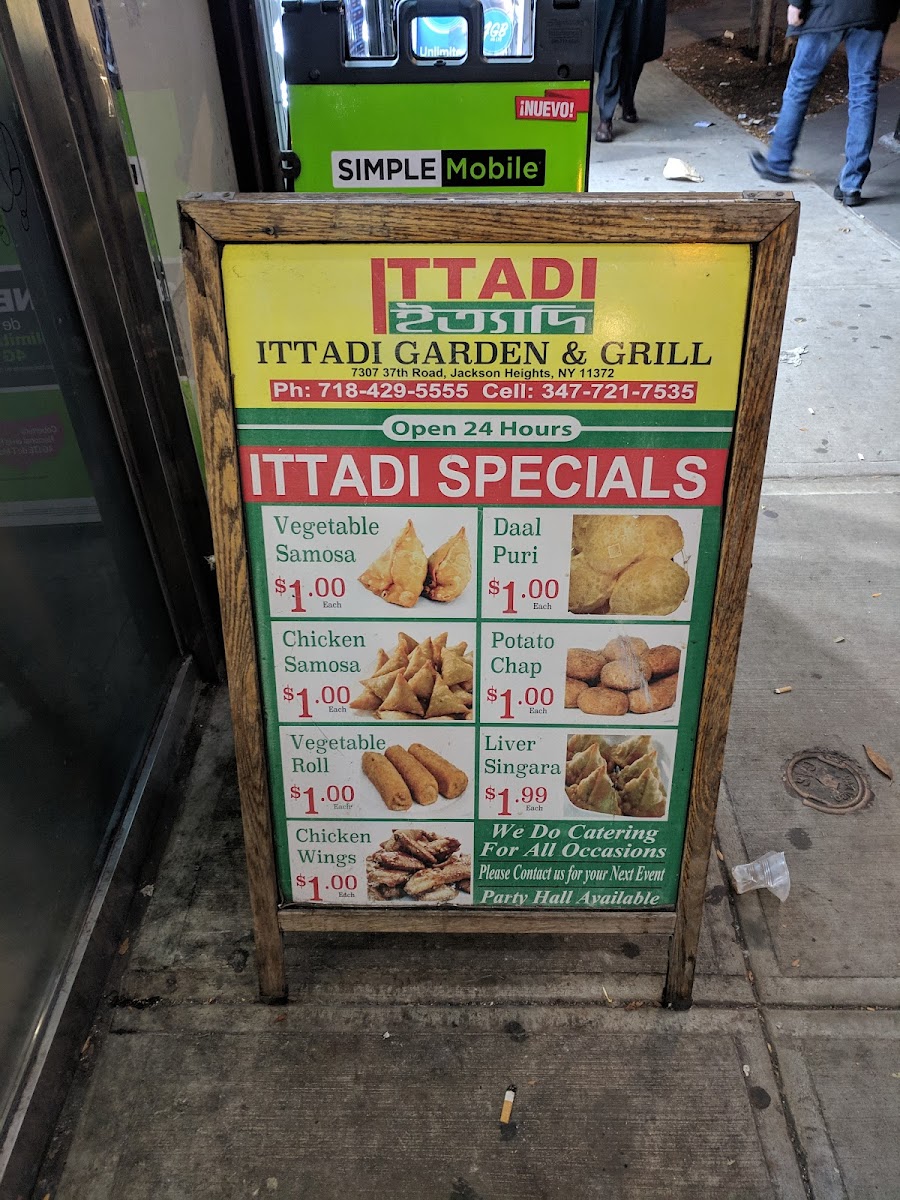 Unlimite
4GB
¡NUEVO!
SIMPLE Mobile
ITTADI
ইত্যাদি
ITTADI GARDEN & GRILL
7307 37th Road, Jackson Heights, NY 11372
Ph: 718-429-5555 Cell: 347-721-7535
Open 24 Hours
ITTADI SPECIALS
Vegetable
Samosa
$1.00
Each
Daal
Puri
$1.00
Each
Chicken
Samosa
$1.00
Each
Potato
Chap
$1.00
Each
Vegetable
Roll
$1.00
Each
Liver
Singara
$1.99
Each
Chicken
Wings
$1.00
Each
We Do Catering
For All Occasions
Please Contact us for your Next Event
Party Hall Available